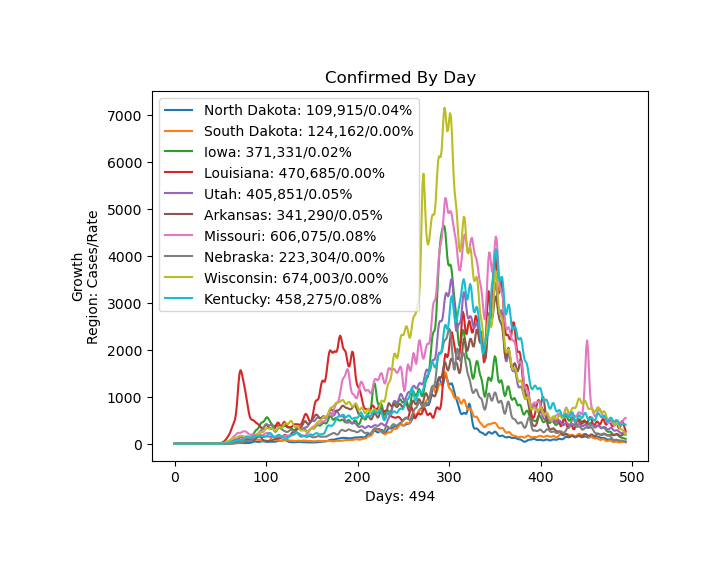 Confirmed By Day
North Dakota: 109,915/0.04%
South Dakota: 124,162/0.00%
Iowa: 371,331/0.02%
Louisiana: 470,685/0.00%
Utah: 405,851/0.05%
Arkansas: 341,290/0.05%
Missouri: 606,075/0.08%
Nebraska: 223,304/0.00%
Wisconsin: 674,003/0.00%
Kentucky: 458,275/0.08%
Growth
Region: Cases/Rate
7000
6000
5000
4000
3000
2000
1000
0
0 100 200 300 400 500
Days: 494